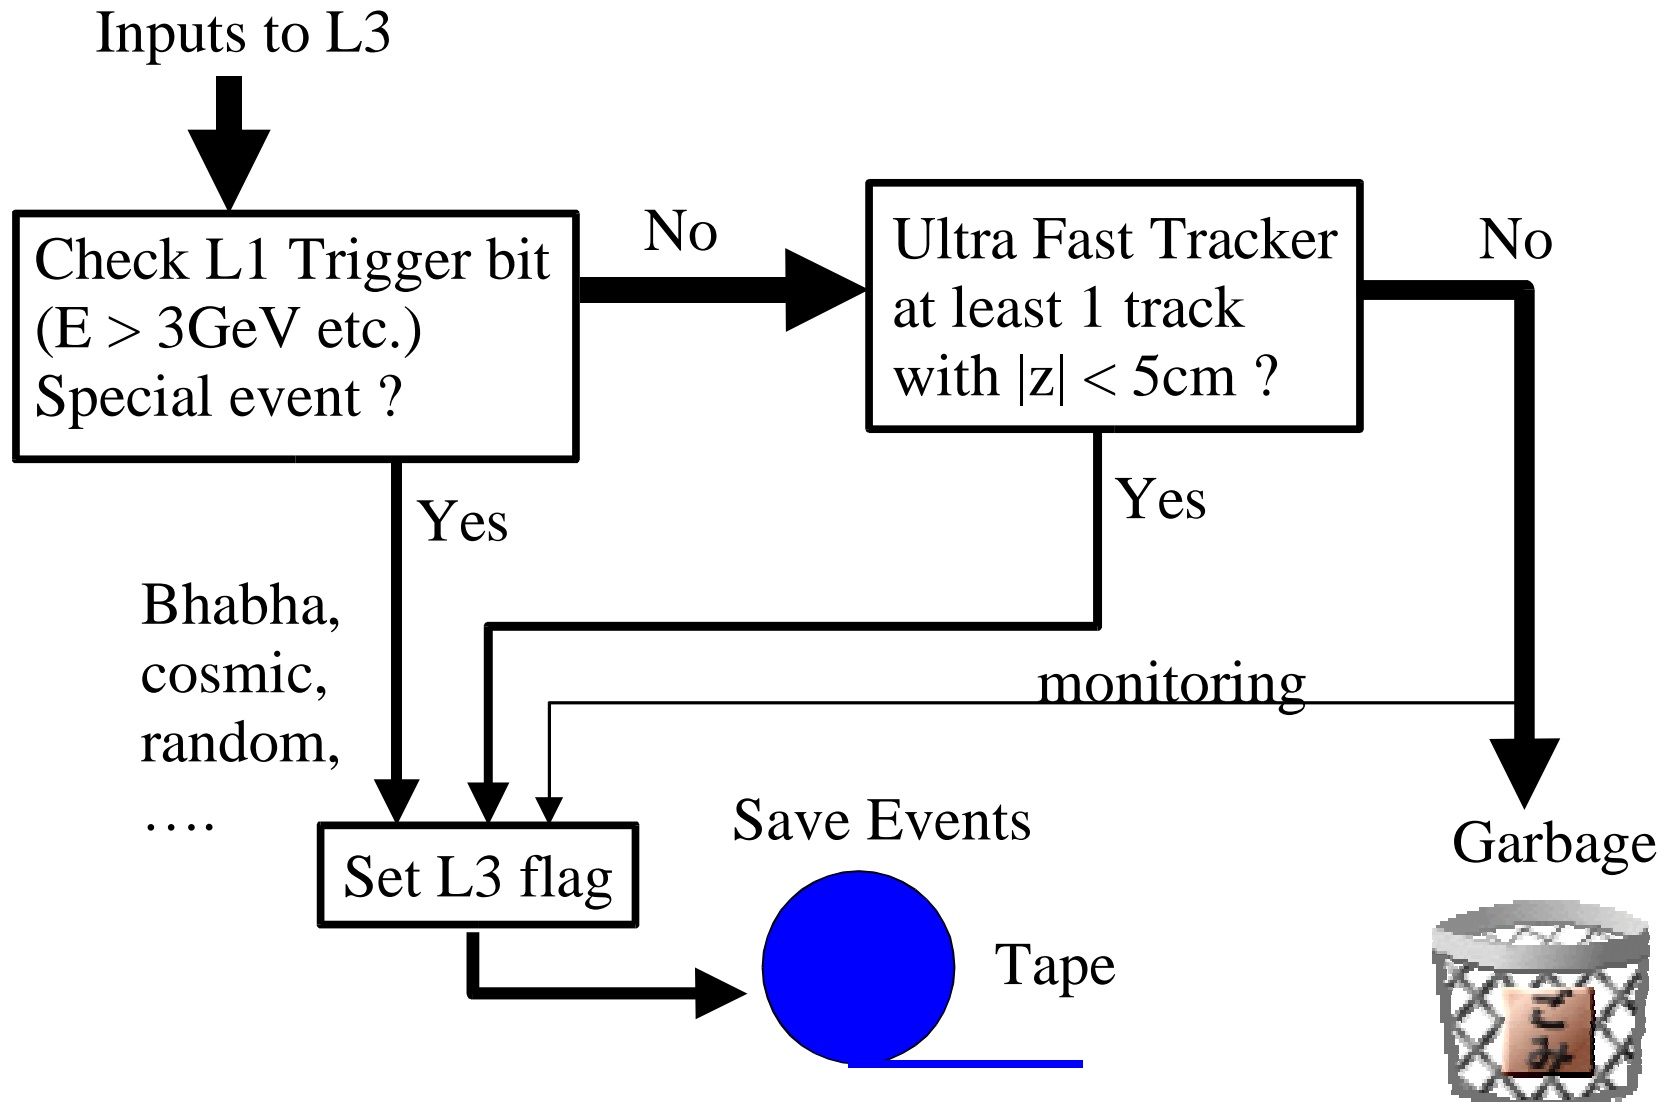 Inputs to L3
Check L1 Trigger bit
(E > 3GeV etc.)
Special event ?
No
Ultra Fast Tracker
at least 1 track
with |z| < 5cm ?
No
Yes
Yes
Bhabha,
cosmic,
random,
….
monitoring
Set L3 flag
Save Events
Tape
Garbage
ごみ